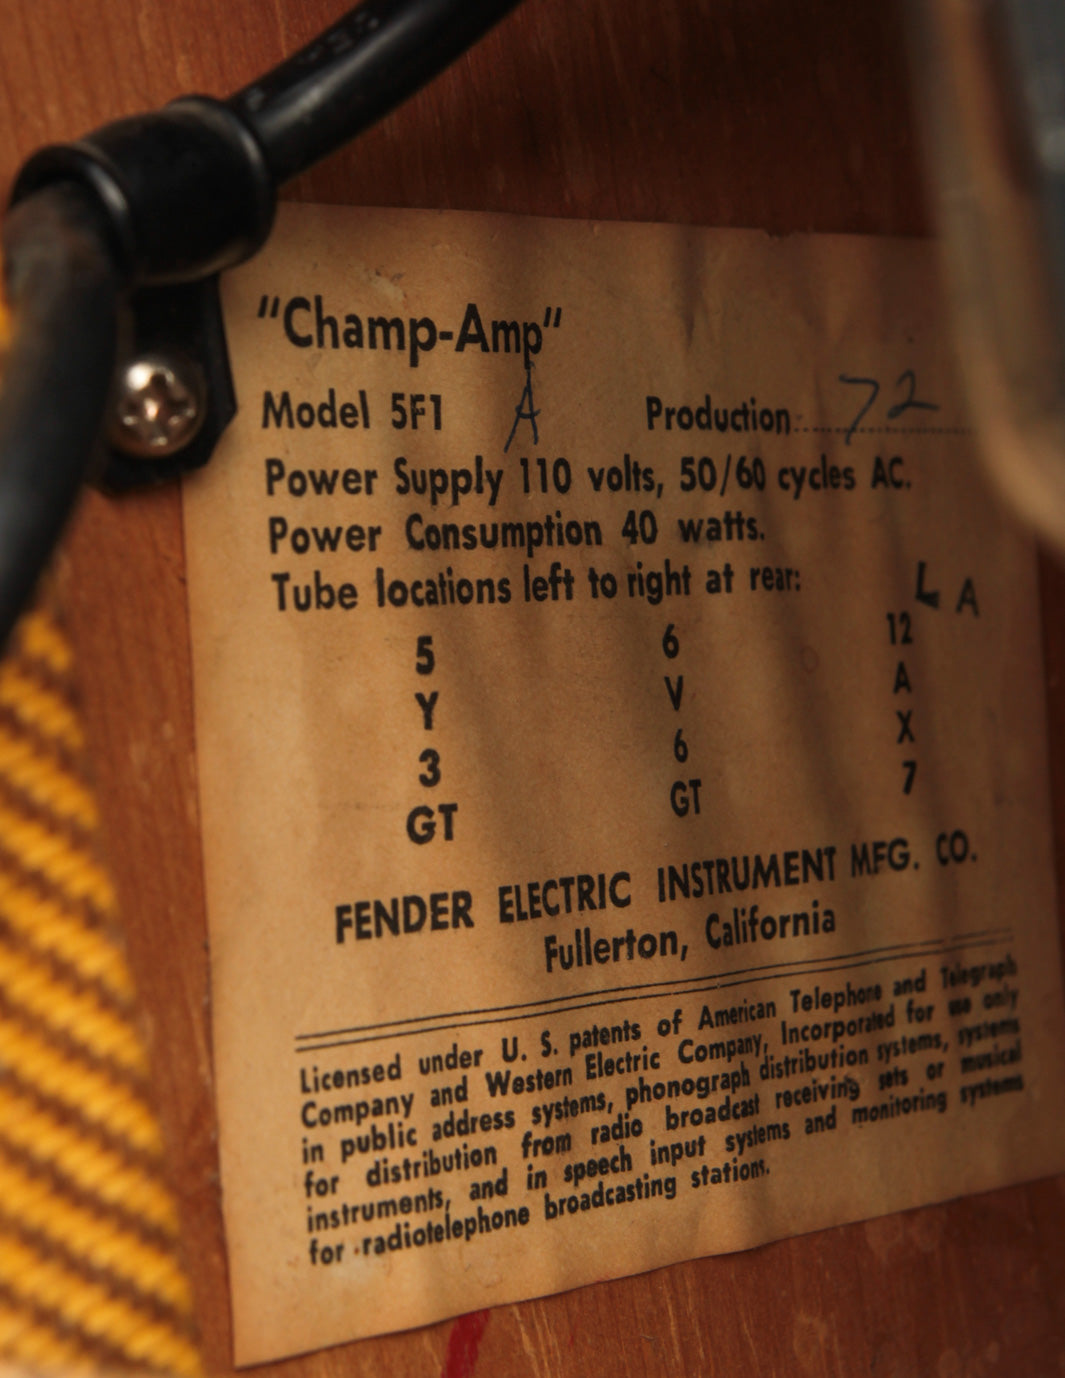 "Champ-Amp"
Model 5F1 A Production 72
Power Supply 110 volts, 50/60 cycles AC.
Power Consumption 40 watts.
Tube locations left to right at rear:
L A
5 6 12
Y V A
3 6 X
GT GT 7
FENDER ELECTRIC INSTRUMENT MFG. CO.
Fullerton, California
Licensed under U. S. patents of American Telephone and Telegraph
Company and Western Electric Company, Incorporated for use only
in public address systems, phonograph distribution systems, systems
for distribution from radio broadcast receiving sets or musical
instruments, and in speech input systems and monitoring systems
for radiotelephone broadcasting stations.